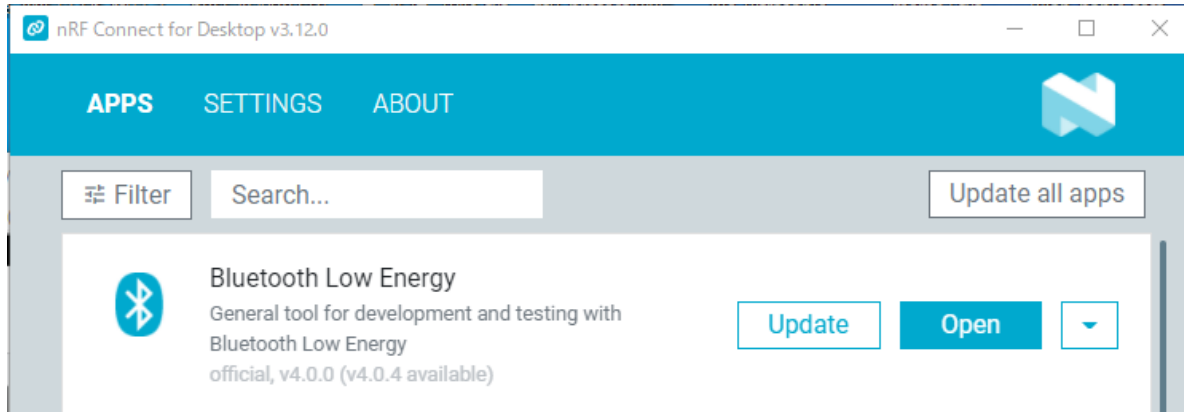 nRF Connect for Desktop v3.12.0
APPS SETTINGS ABOUT
Filter Search... Update all apps
Bluetooth Low Energy
General tool for development and testing with
Bluetooth Low Energy
official, v4.0.0 (v4.0.4 available)
Update Open